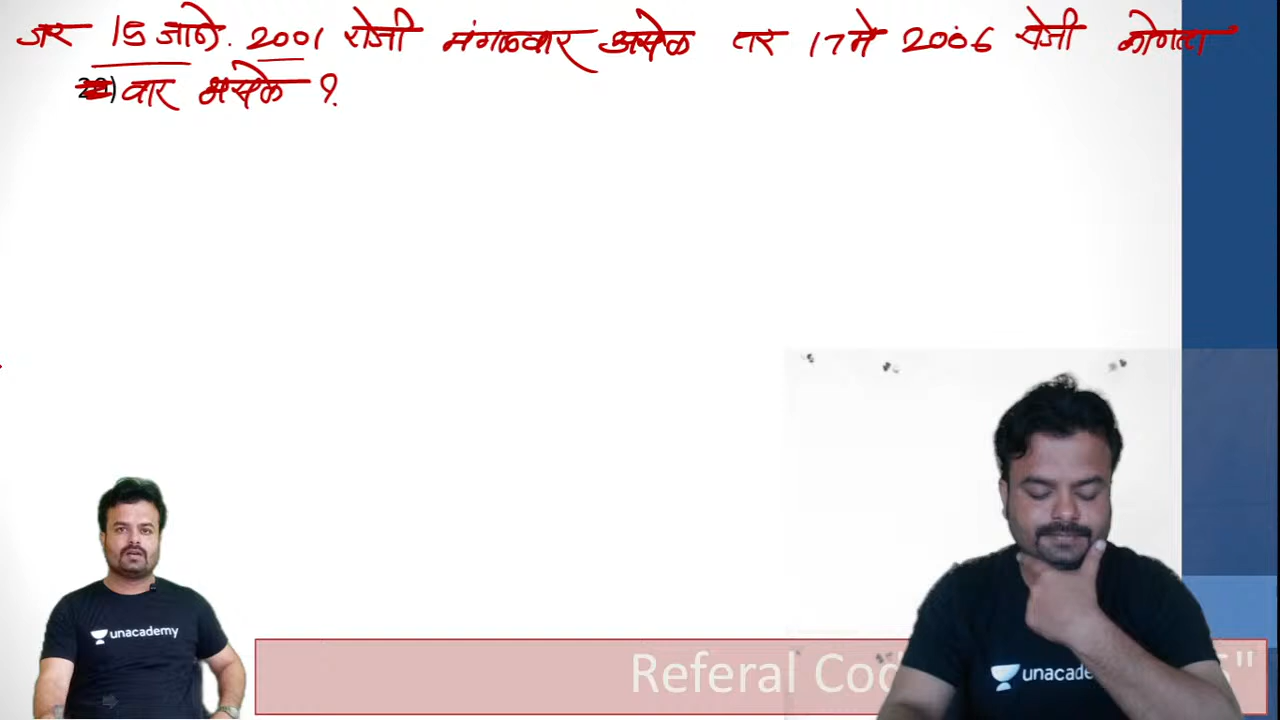 जर 15 जाने. 2001 रोजी मंगळवार असेल तर 17 मे 2006 रोजी कोणता
वार असेल ?
unacademy
unacade
Referal Cod